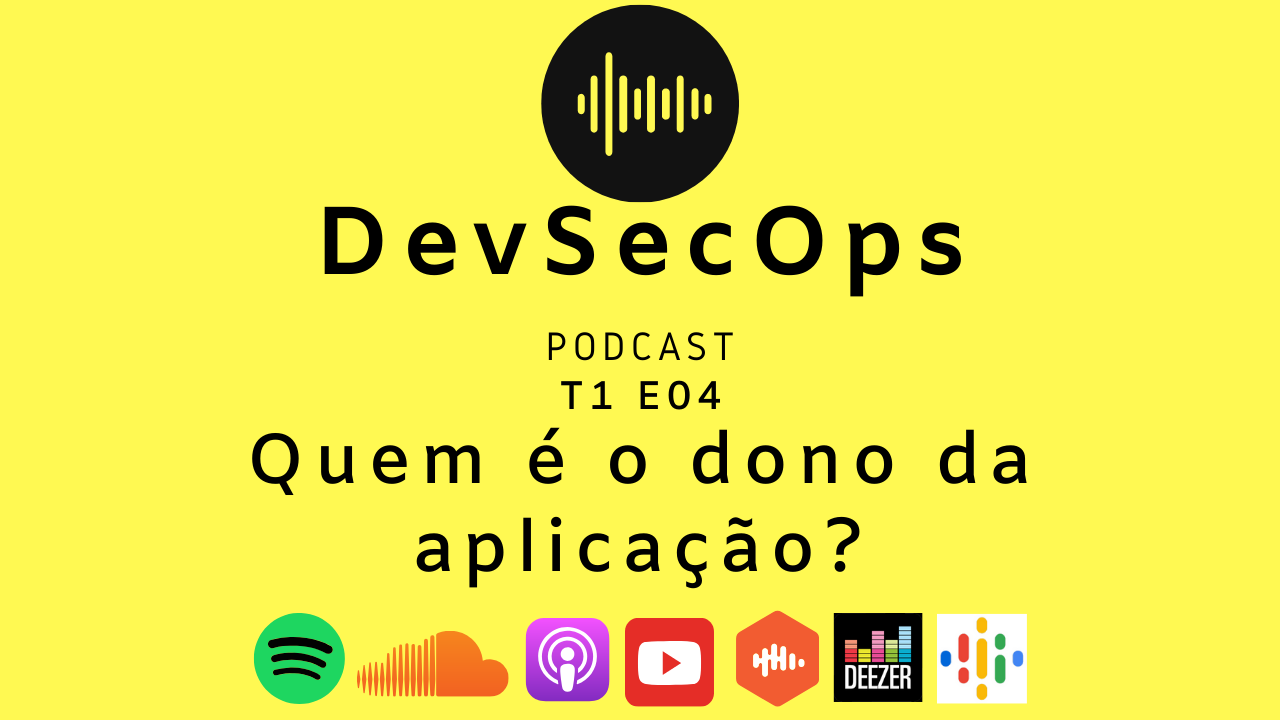 DevSecOps
PODCAST
T1 E04
Quem é o dono da
aplicação?
DEEZER